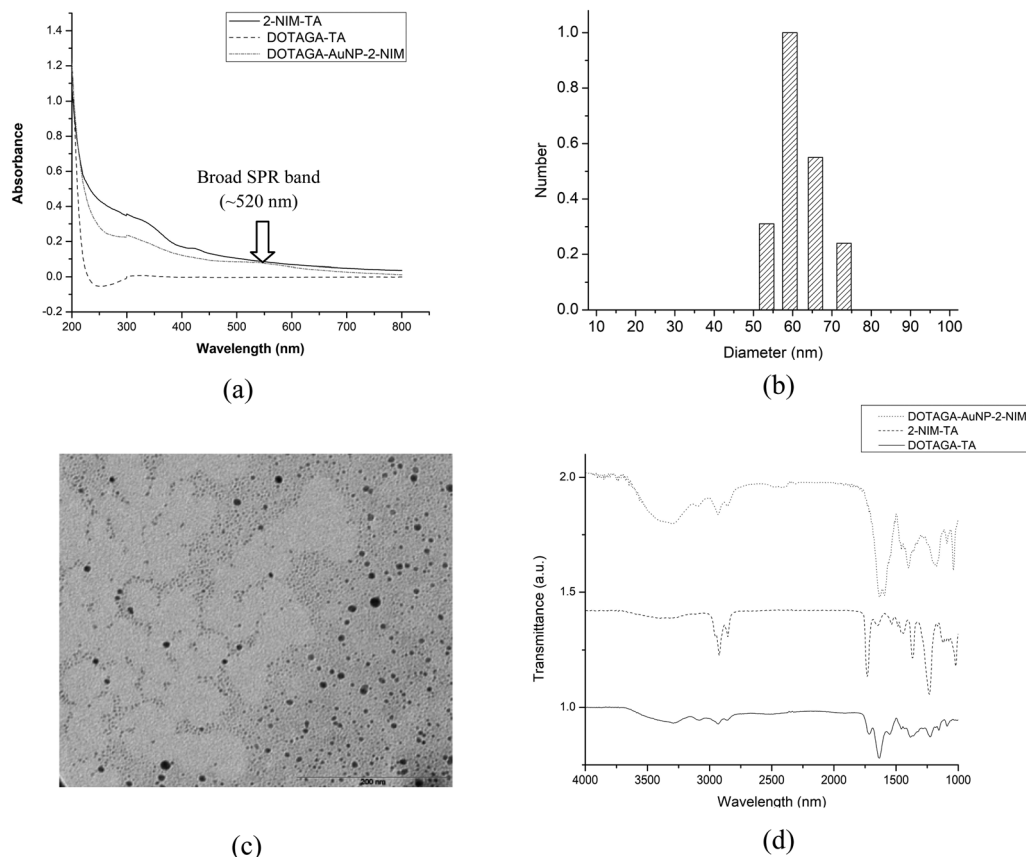 2-NIM-TA
DOTAGA-TA
DOTAGA-AuNP-2-NIM
1.4
1.2
1.0
0.8
0.6
0.4
0.2
0.0
-0.2
Absorbance
Broad SPR band
(~520 nm)
200 300 400 500 600 700 800
Wavelength (nm)
(a)
1.0
0.8
0.6
0.4
0.2
0.0
Number
10 20 30 40 50 60 70 80 90 100
Diameter (nm)
(b)
200 nm
(c)
DOTAGA-AuNP-2-NIM
2-NIM-TA
DOTAGA-TA
2.0
1.5
1.0
Transmittance (a.u.)
4000 3500 3000 2500 2000 1500 1000
Wavelength (nm)
(d)